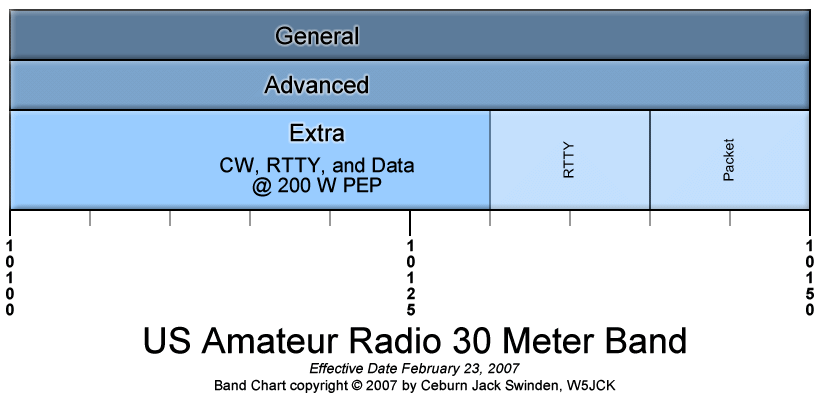 General
Advanced
Extra
CW, RTTY, and Data
@ 200 W PEP
RTTY
Packet
10100
10125
10150
US Amateur Radio 30 Meter Band
Effective Date February 23, 2007
Band Chart copyright © 2007 by Ceburn Jack Swinden, W5JCK